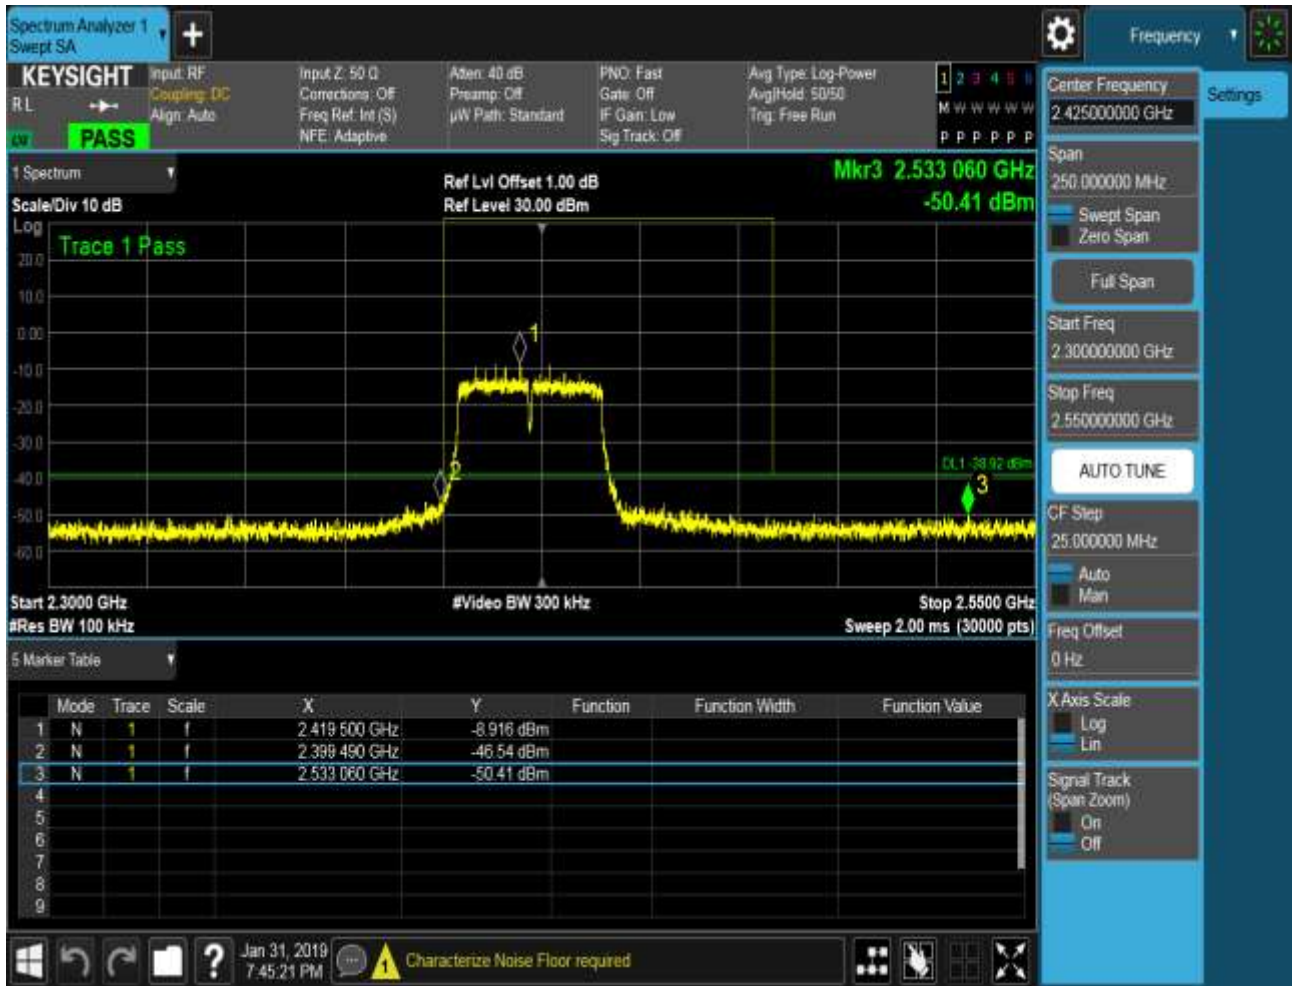 Spectrum Analyzer 1
Swept SA
Frequency
KEYSIGHT
R L
LXI
PASS
Input: RF
Coupling: DC
Align: Auto
Input Z: 50 Ω
Corrections: Off
Freq Ref: Int (S)
NFE: Adaptive
Atten: 40 dB
Preamp: Off
µW Path: Standard
PNO: Fast
Gate: Off
IF Gain: Low
Sig Track: Off
Avg Type: Log-Power
Avg|Hold: 50/50
Trig: Free Run
1 2 3 4 5 6
M W W W W W
P P P P P P
1 Spectrum
Scale/Div 10 dB
Ref Lvl Offset 1.00 dB
Ref Level 30.00 dBm
Mkr3 2.533 060 GHz
-50.41 dBm
Log
Trace 1 Pass
20.0
10.0
0.00
-10.0
-20.0
-30.0
-40.0
-50.0
-60.0
1
2
3
DL1 -38.92 dBm
Start 2.3000 GHz
#Res BW 100 kHz
#Video BW 300 kHz
Stop 2.5500 GHz
Sweep 2.00 ms (30000 pts)
5 Marker Table
Mode Trace Scale X Y Function Function Width Function Value
1 N 1 f 2.419 500 GHz -8.916 dBm
2 N 1 f 2.399 490 GHz -46.54 dBm
3 N 1 f 2.533 060 GHz -50.41 dBm
4
5
6
7
8
9
Jan 31, 2019
7:45:21 PM
1
Characterize Noise Floor required
Center Frequency
2.425000000 GHz
Settings
Span
250.000000 MHz
Swept Span
Zero Span
Full Span
Start Freq
2.300000000 GHz
Stop Freq
2.550000000 GHz
AUTO TUNE
CF Step
25.000000 MHz
Auto
Man
Freq Offset
0 Hz
X Axis Scale
Log
Lin
Signal Track
(Span Zoom)
On
Off